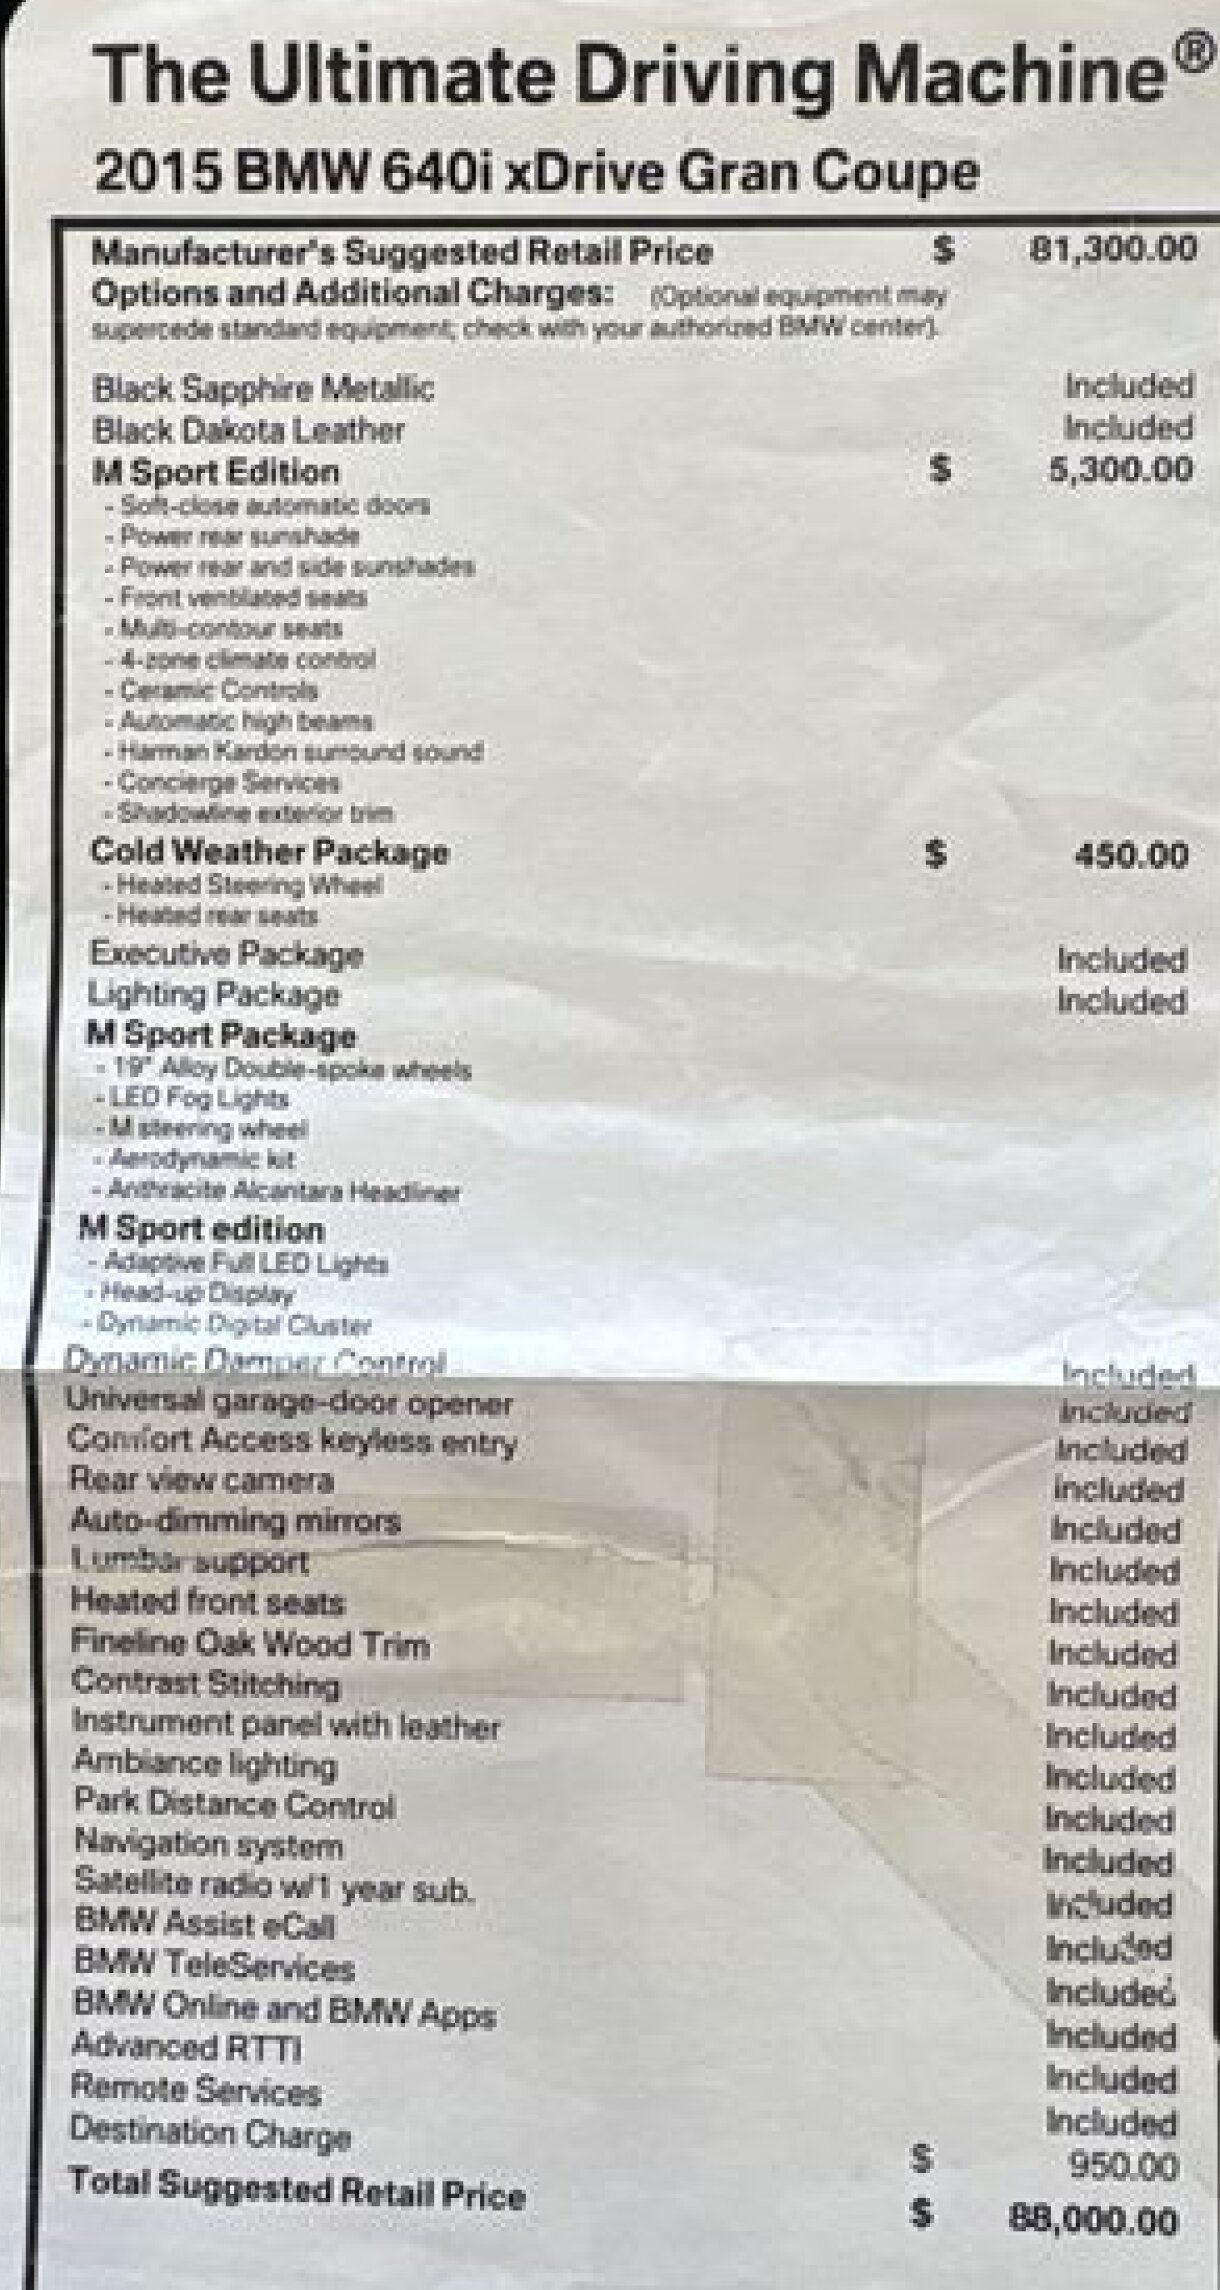 The Ultimate Driving Machine®
2015 BMW 640i xDrive Gran Coupe
Manufacturer's Suggested Retail Price $ 81,300.00
Options and Additional Charges: (Optional equipment may
supercede standard equipment; check with your authorized BMW center).
Black Sapphire Metallic Included
Black Dakota Leather Included
M Sport Edition $ 5,300.00
- Soft-close automatic doors
- Power rear sunshade
- Power rear and side sunshades
- Front ventilated seats
- Multi-contour seats
- 4-zone climate control
- Ceramic Controls
- Automatic high beams
- Harman Kardon surround sound
- Concierge Services
- Shadowline exterior trim
Cold Weather Package $ 450.00
- Heated Steering Wheel
- Heated rear seats
Executive Package Included
Lighting Package Included
M Sport Package
- 19" Alloy Double-spoke wheels
- LED Fog Lights
- M steering wheel
- Aerodynamic kit
- Anthracite Alcantara Headliner
M Sport edition
- Adaptive Full LED Lights
- Head-up Display
- Dynamic Digital Cluster
Dynamic Damper Control Included
Universal garage-door opener Included
Comfort Access keyless entry Included
Rear view camera included
Auto-dimming mirrors Included
Lumbar support Included
Heated front seats Included
Fineline Oak Wood Trim Included
Contrast Stitching Included
Instrument panel with leather Included
Ambiance lighting Included
Park Distance Control Included
Navigation system Included
Satellite radio w/1 year sub. Included
BMW Assist eCall Included
BMW TeleServices Included
BMW Online and BMW Apps Included
Advanced RTTI Included
Remote Services Included
Destination Charge $ 950.00
Total Suggested Retail Price $ 88,000.00